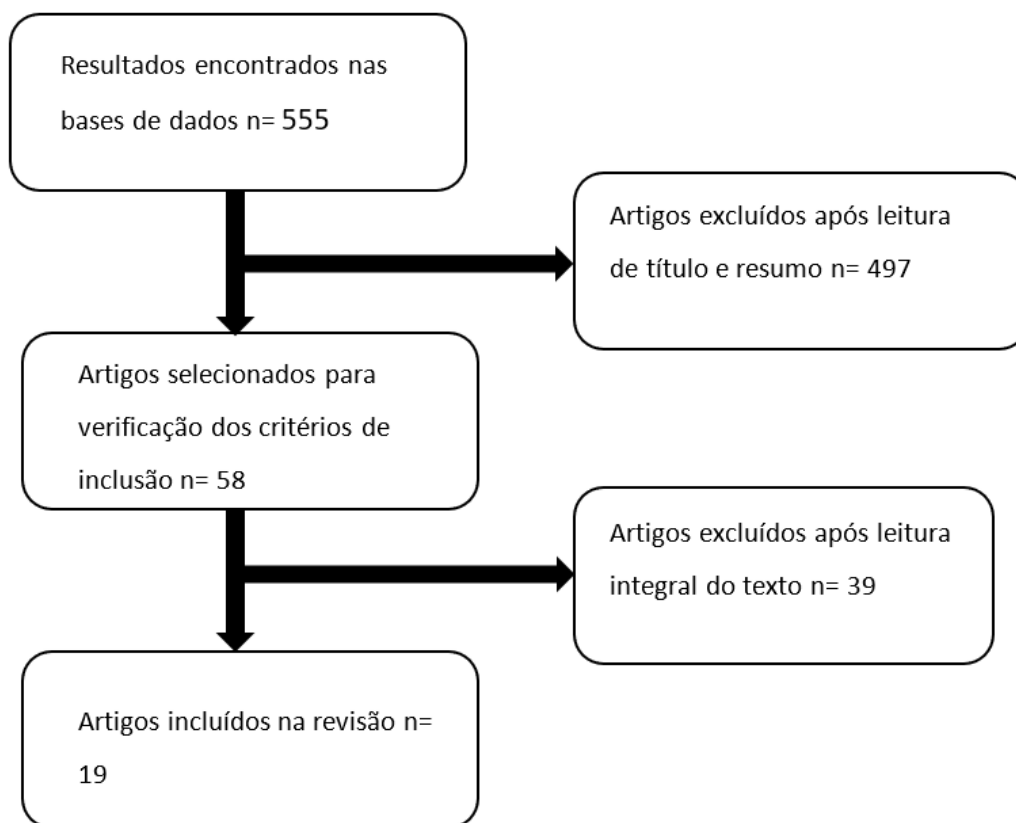 Resultados encontrados nas
bases de dados n= 555
Artigos excluídos após leitura
de título e resumo n= 497
Artigos selecionados para
verificação dos critérios de
inclusão n= 58
Artigos excluídos após leitura
integral do texto n= 39
Artigos incluídos na revisão n=
19